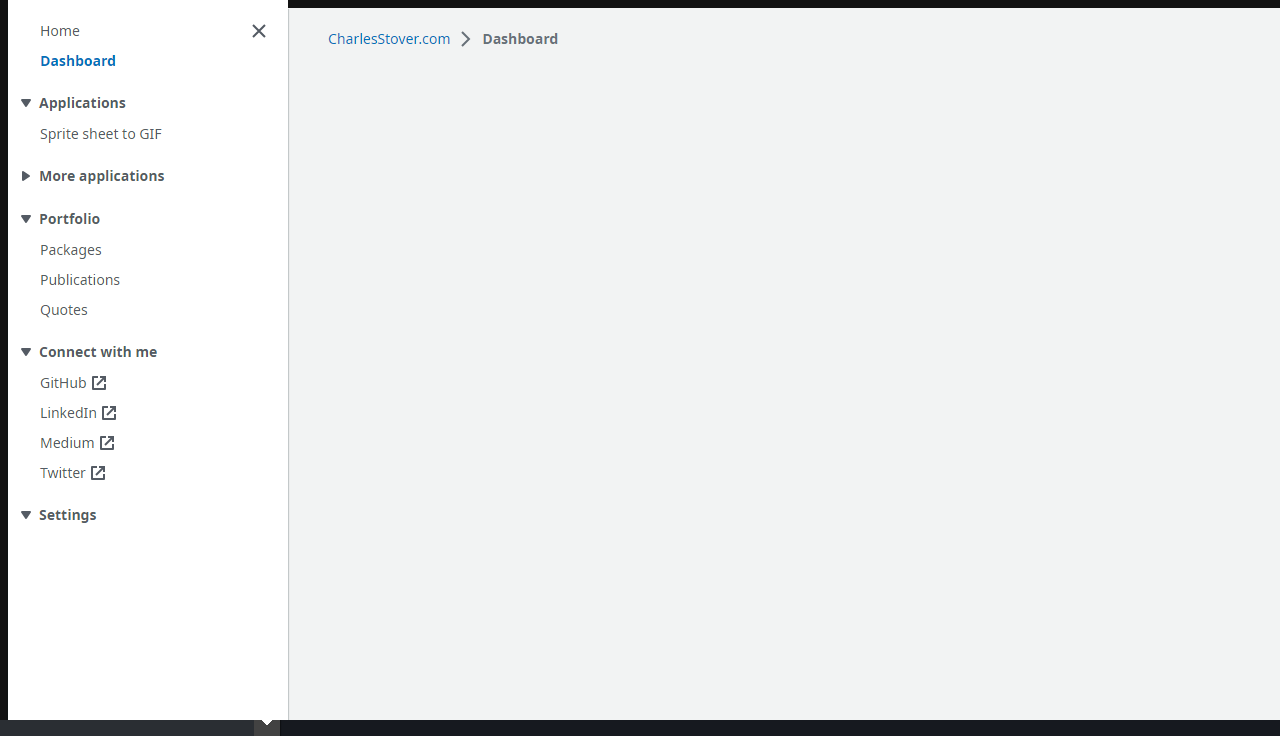 Home
Dashboard
Applications
Sprite sheet to GIF
More applications
Portfolio
Packages
Publications
Quotes
Connect with me
GitHub
LinkedIn
Medium
Twitter
Settings
CharlesStover.com > Dashboard